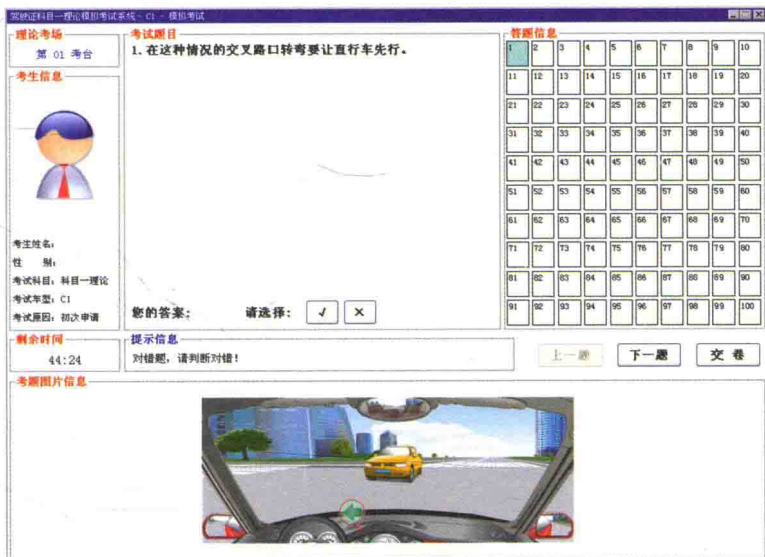 驾驶证科目一理论模拟考试系统 - C1 - 模拟考试
理论考场
第 01 考台
考生信息
考生姓名:
性 别:
考试科目: 科目一理论
考试车型: C1
考试原因: 初次申请
考试题目
1. 在这种情况的交叉路口转弯要让直行车先行。
您的答案: 请选择: √ ×
答题信息
1 2 3 4 5 6 7 8 9 10
11 12 13 14 15 16 17 18 19 20
21 22 23 24 25 26 27 28 29 30
31 32 33 34 35 36 37 38 39 40
41 42 43 44 45 46 47 48 49 50
51 52 53 54 55 56 57 58 59 60
61 62 63 64 65 66 67 68 69 70
71 72 73 74 75 76 77 78 79 80
81 82 83 84 85 86 87 88 89 90
91 92 93 94 95 96 97 98 99 100
剩余时间
44:24
提示信息
对错题, 请判断对错!
上一题 下一题 交 卷
考题图片信息